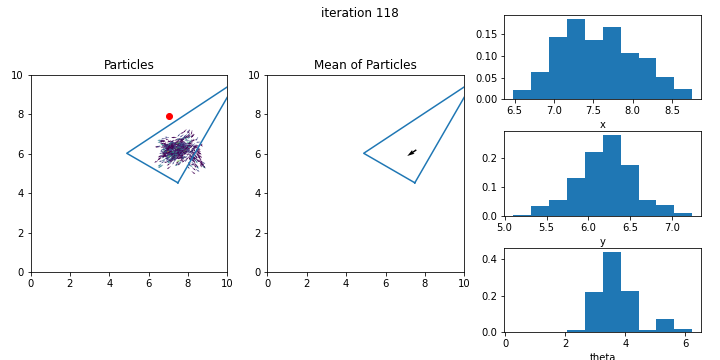 iteration 118
Particles
10
8
6
4
2
0
0 2 4 6 8 10
Mean of Particles
10
8
6
4
2
0
0 2 4 6 8 10
0.15
0.10
0.05
0.00
6.5 7.0 7.5 8.0 8.5
x
0.2
0.1
0.0
5.0 5.5 6.0 6.5 7.0
y
0.4
0.2
0.0
0 2 4 6
theta